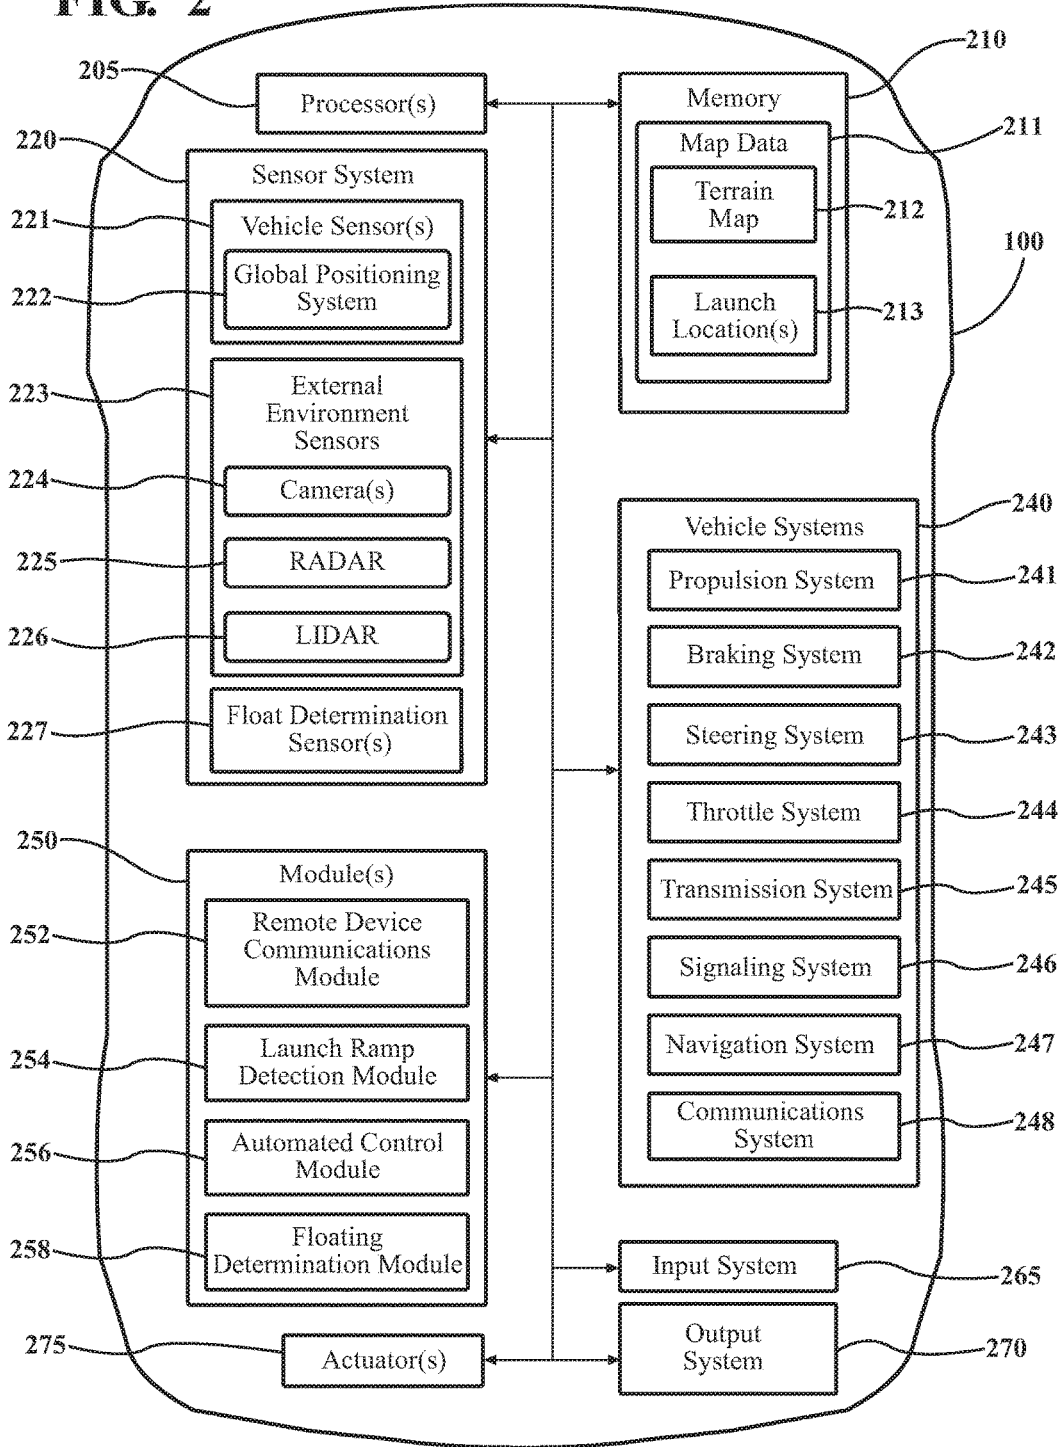 FIG. 2
205
Processor(s)
220
Sensor System
221
Vehicle Sensor(s)
222
Global Positioning
System
223
External
Environment
Sensors
224
Camera(s)
225
RADAR
226
LIDAR
227
Float Determination
Sensor(s)
250
Module(s)
252
Remote Device
Communications
Module
254
Launch Ramp
Detection Module
256
Automated Control
Module
258
Floating
Determination Module
275
Actuator(s)
210
Memory
211
Map Data
Terrain
Map
212
100
Launch
Location(s)
213
240
Vehicle Systems
Propulsion System
241
Braking System
242
Steering System
243
Throttle System
244
Transmission System
245
Signaling System
246
Navigation System
247
Communications
System
248
Input System
265
Output
System
270